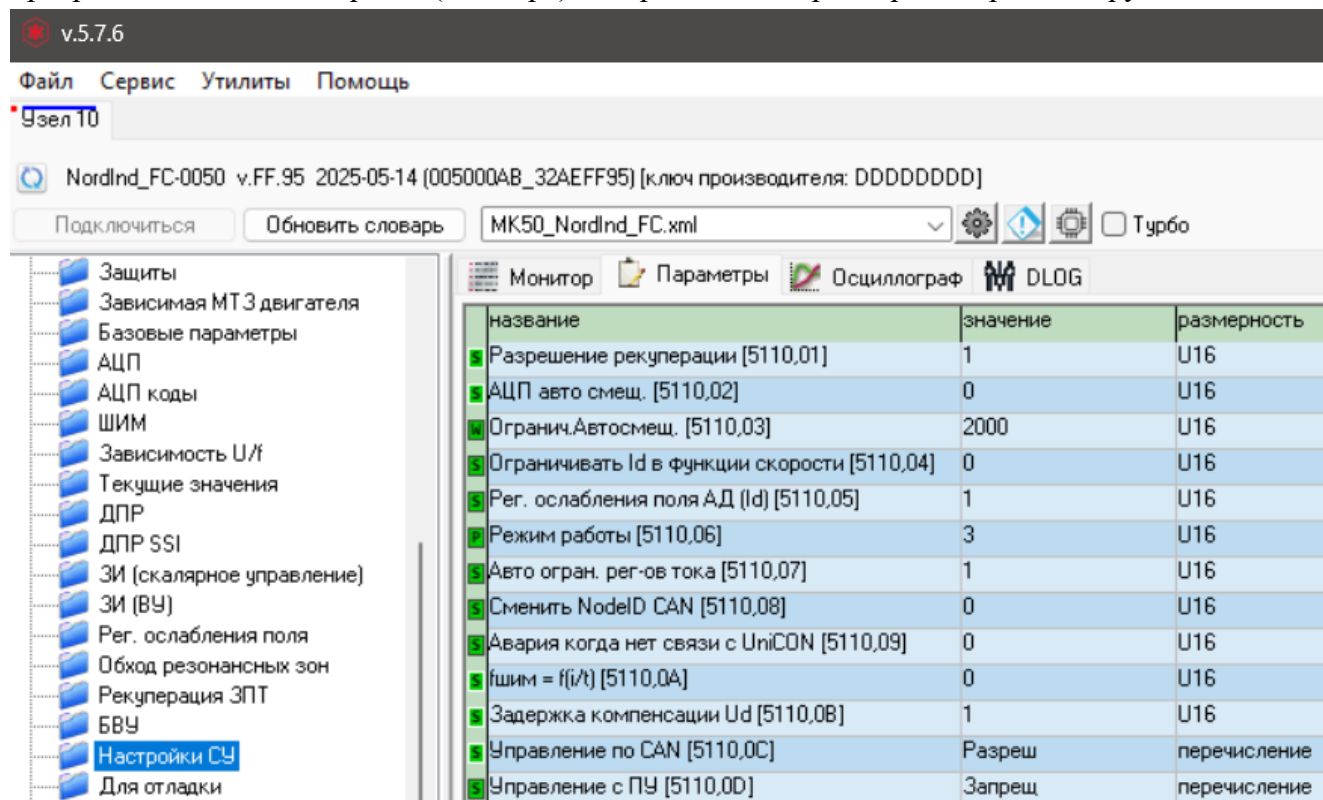 v.5.7.6
Файл Сервис Утилиты Помощь
Узел 10
NordInd_FC-0050 v.FF.95 2025-05-14 (005000AB_32AEFF95) [ключ производителя: DDDDDDDD]
Подключиться Обновить словарь MK50_NordInd_FC.xml Турбо
Защиты
Зависимая МТЗ двигателя
Базовые параметры
АЦП
АЦП коды
ШИМ
Зависимость U/f
Текущие значения
ДПР
ДПР SSI
ЗИ (скалярное управление)
ЗИ (ВУ)
Рег. ослабления поля
Обход резонансных зон
Рекуперация ЗПТ
БВУ
Настройки СУ
Для отладки
Монитор Параметры Осциллограф DLOG
название значение размерность
S Разрешение рекуперации [5110,01] 1 U16
S АЦП авто смещ. [5110,02] 0 U16
W Огранич.Автосмещ. [5110,03] 2000 U16
S Ограничивать Id в функции скорости [5110,04] 0 U16
S Рег. ослабления поля АД (Id) [5110,05] 1 U16
P Режим работы [5110,06] 3 U16
S Авто огран. рег-ов тока [5110,07] 1 U16
S Сменить NodeID CAN [5110,08] 0 U16
S Авария когда нет связи с UniCON [5110,09] 0 U16
S fшим = f(i/t) [5110,0A] 0 U16
S Задержка компенсации Ud [5110,0B] 1 U16
S Управление по CAN [5110,0C] Разреш перечисление
S Управление с ПУ [5110,0D] Запрещ перечисление